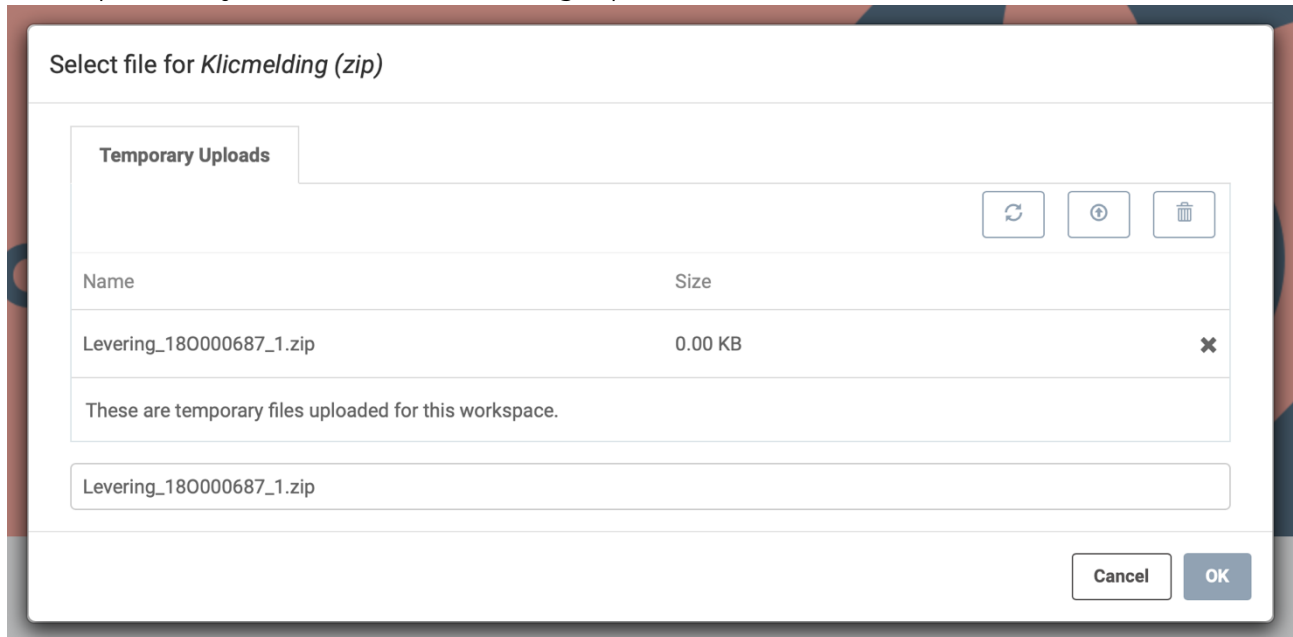 Select file for Klicmelding (zip)
Temporary Uploads
Name Size
Levering_18O000687_1.zip 0.00 KB
These are temporary files uploaded for this workspace.
Levering_18O000687_1.zip
Cancel OK